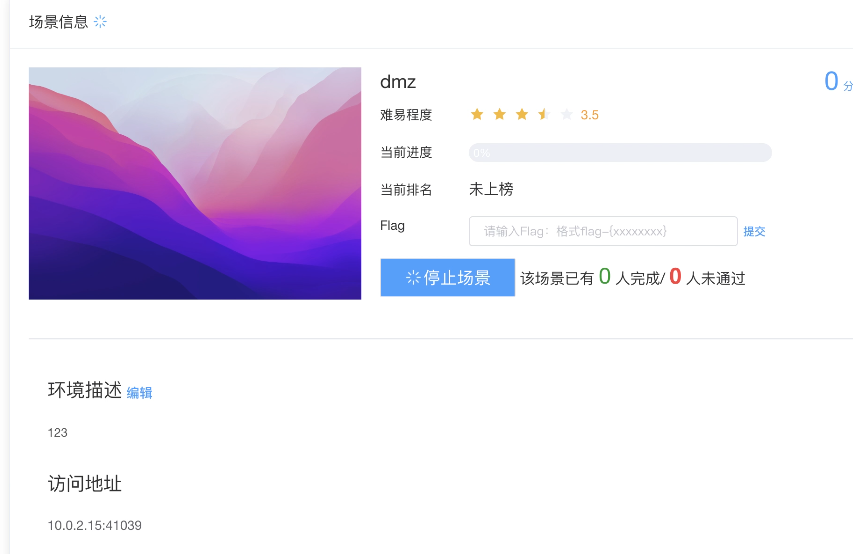 场景信息
dmz
0 分
难易程度 3.5
当前进度 0%
当前排名 未上榜
Flag 请输入Flag：格式flag-{xxxxxxxx} 提交
停止场景 该场景已有 0 人完成/ 0 人未通过
环境描述 编辑
123
访问地址
10.0.2.15:41039